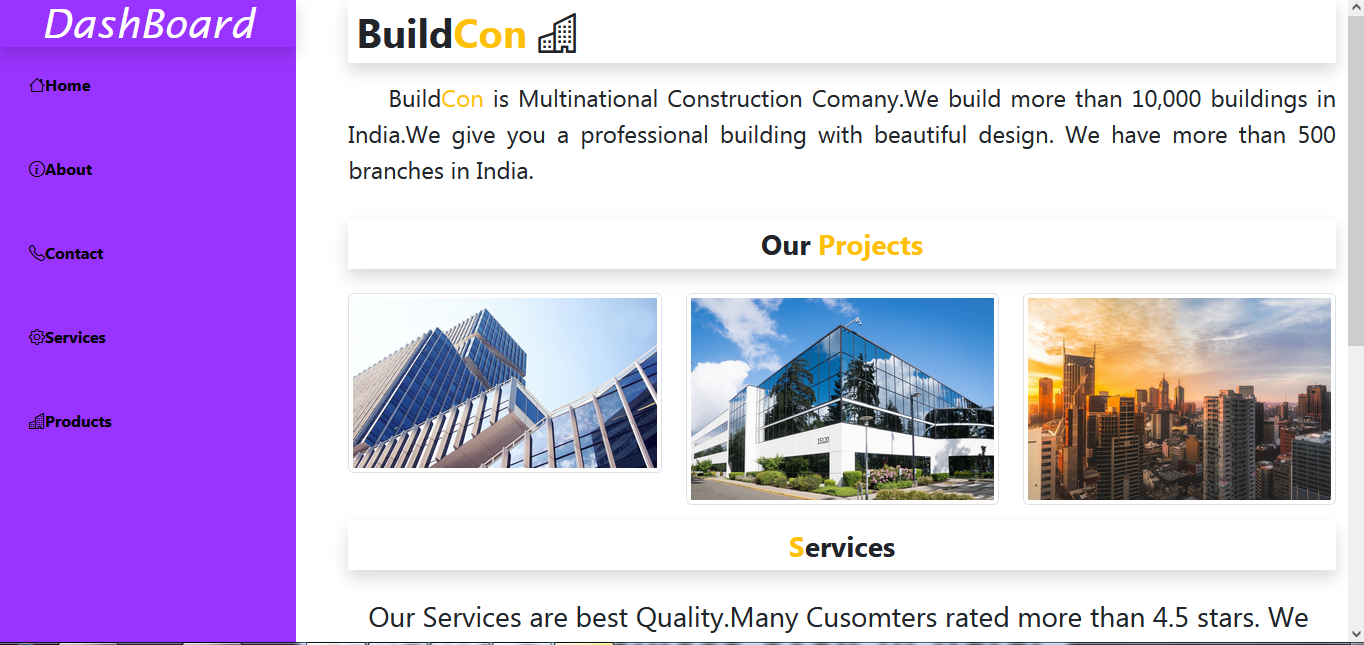 DashBoard
Home
About
Contact
Services
Products
BuildCon
BuildCon is Multinational Construction Comany.We build more than 10,000 buildings in
India.We give you a professional building with beautiful design. We have more than 500
branches in India.
Our Projects
15120
Services
Our Services are best Quality.Many Cusomters rated more than 4.5 stars. We